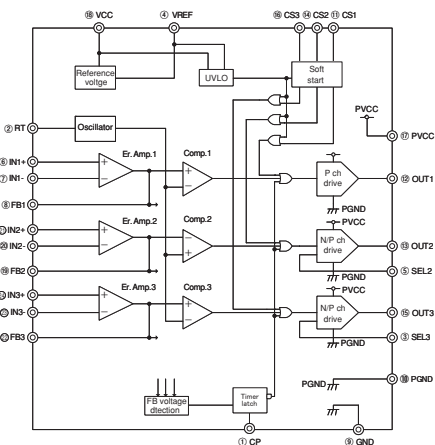 ⑱ VCC
④ VREF
⑯ CS3 ⑭ CS2 ⑪ CS1
Reference
voltge
UVLO
Soft
start
PVCC
② RT
Oscillator
⑰ PVCC
⑥ IN1+
Er. Amp.1
Comp.1
⑦ IN1-
P ch
drive
⑫ OUT1
⑧ FB1
PGND
PVCC
IN2+
Er. Amp.2
Comp.2
⑳ IN2-
N/P ch
drive
⑬ OUT2
⑲ FB2
⑤ SEL2
PGND
PVCC
IN3+
Er. Amp.3
Comp.3
IN3-
N/P ch
drive
⑮ OUT3
FB3
③ SEL3
PGND
PGND
⑩ PGND
FB voltage
dtection
Timer
latch
① CP
⑨ GND